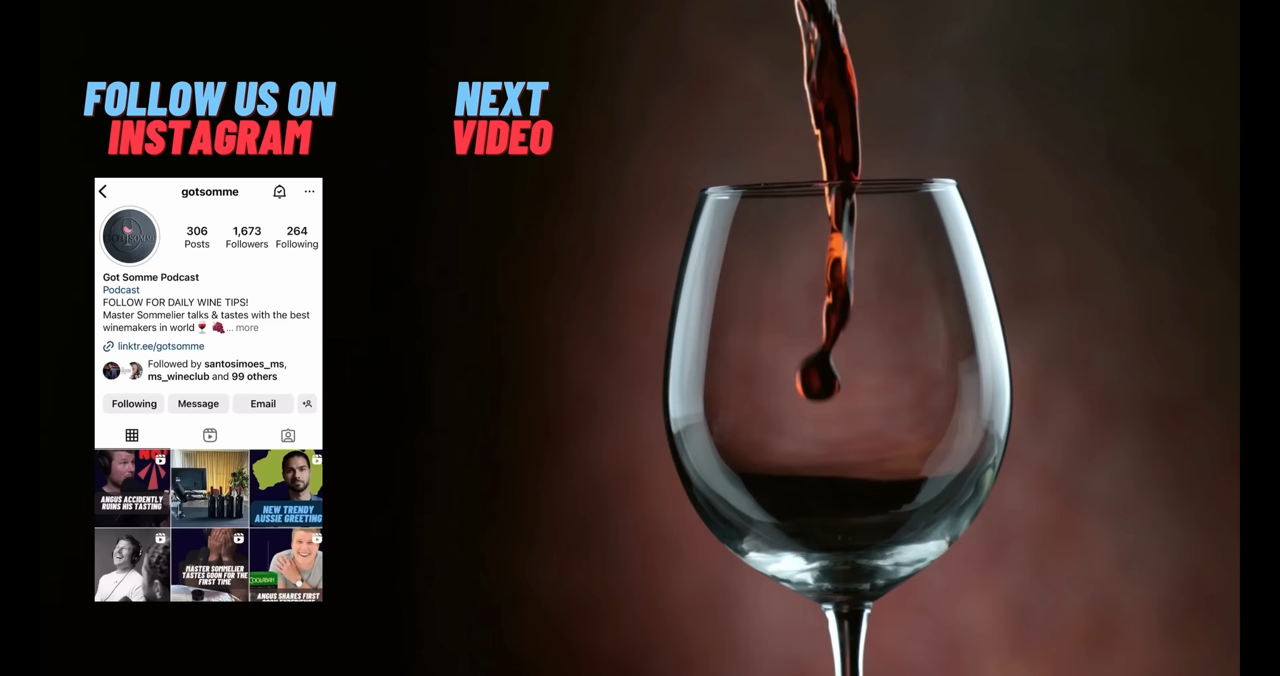 FOLLOW US ON
INSTAGRAM
NEXT
VIDEO
gotsomme
306
Posts
1,673
Followers
264
Following
Got Somme Podcast
Podcast
FOLLOW FOR DAILY WINE TIPS!
Master Sommelier talks & tastes with the best
winemakers in world🍷 🍇... more
linktr.ee/gotsomme
Followed by santosimoes_ms,
ms_wineclub and 99 others
Following
Message
Email
ANGUS ACCIDENTLY
RUINS HIS TASTING
NEW TRENDY
AUSSIE GREETING
MASTER SOMMELIER
TASTES GOON FOR THE
FIRST TIME
ANGUS SHARES FIRST